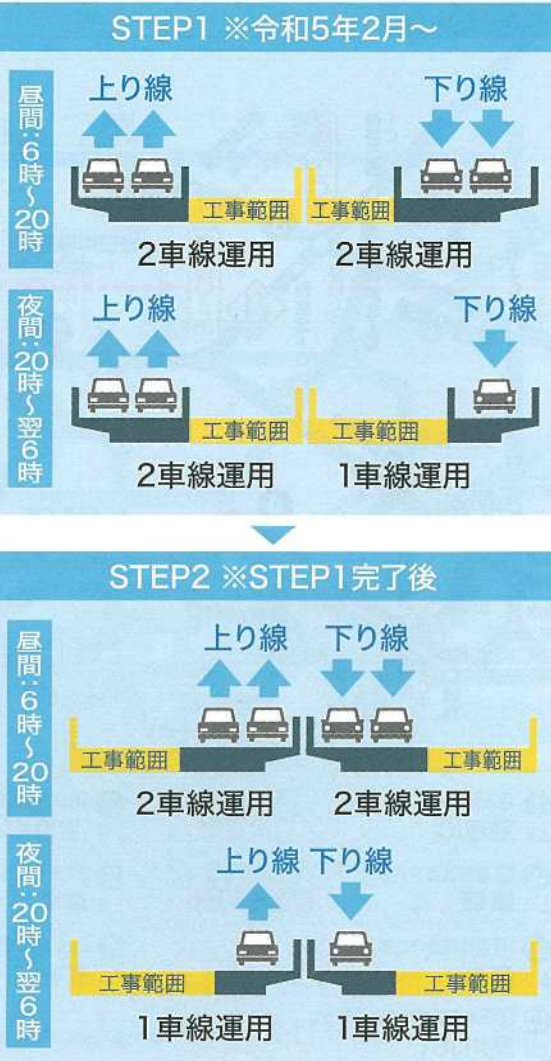 STEP1 ※令和5年2月～
昼間：6時～20時
上り線
下り線
工事範囲
工事範囲
2車線運用
2車線運用
夜間：20時～翌6時
上り線
下り線
工事範囲
工事範囲
2車線運用
1車線運用
STEP2 ※STEP1完了後
昼間：6時～20時
上り線
下り線
工事範囲
工事範囲
2車線運用
2車線運用
夜間：20時～翌6時
上り線
下り線
工事範囲
工事範囲
1車線運用
1車線運用